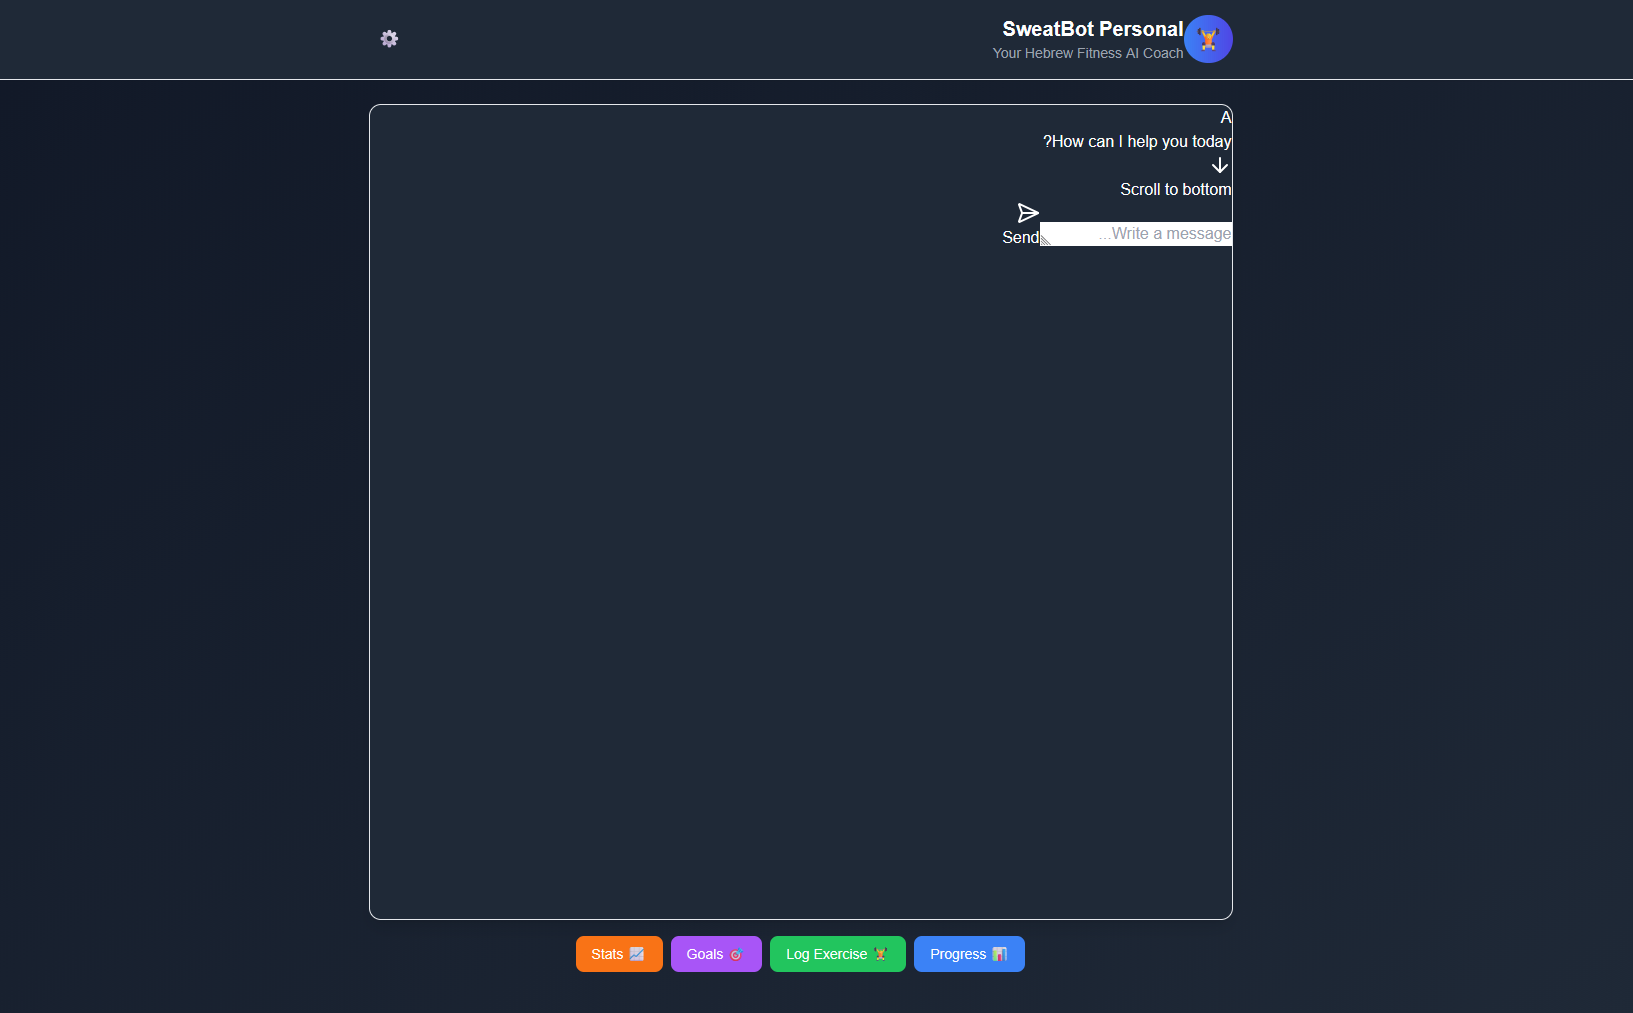 SweatBot Personal
Your Hebrew Fitness AI Coach
A
?How can I help you today
Scroll to bottom
...Write a message
Send
Stats
Goals
Log Exercise
Progress